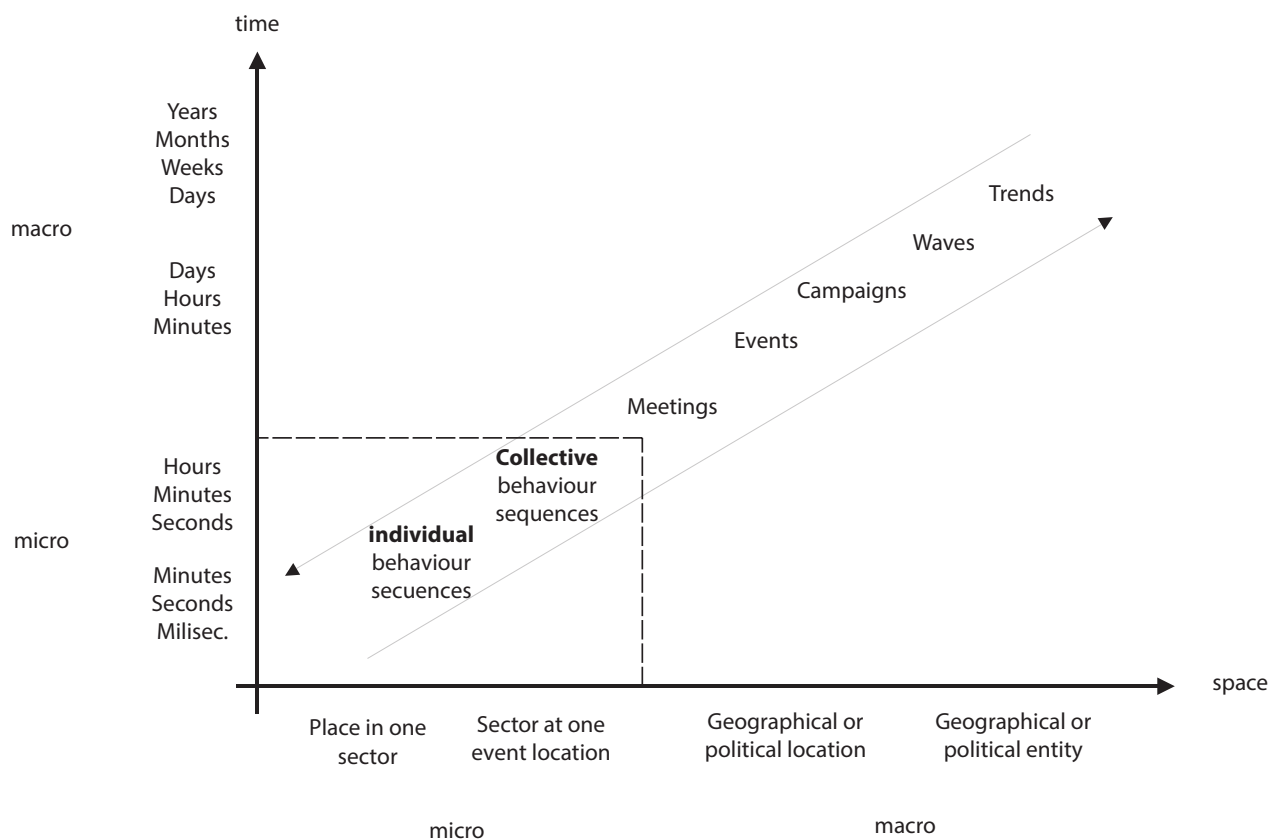 time
Years
Months
Weeks
Days
macro
Days
Hours
Minutes
Trends
Waves
Campaigns
Events
Meetings
Hours
Minutes
Seconds
micro
Minutes
Seconds
Milisec.
Collective
behaviour
sequences
individual
behaviour
secuences
space
Place in one
sector
Sector at one
event location
Geographical or
political location
Geographical or
political entity
micro
macro